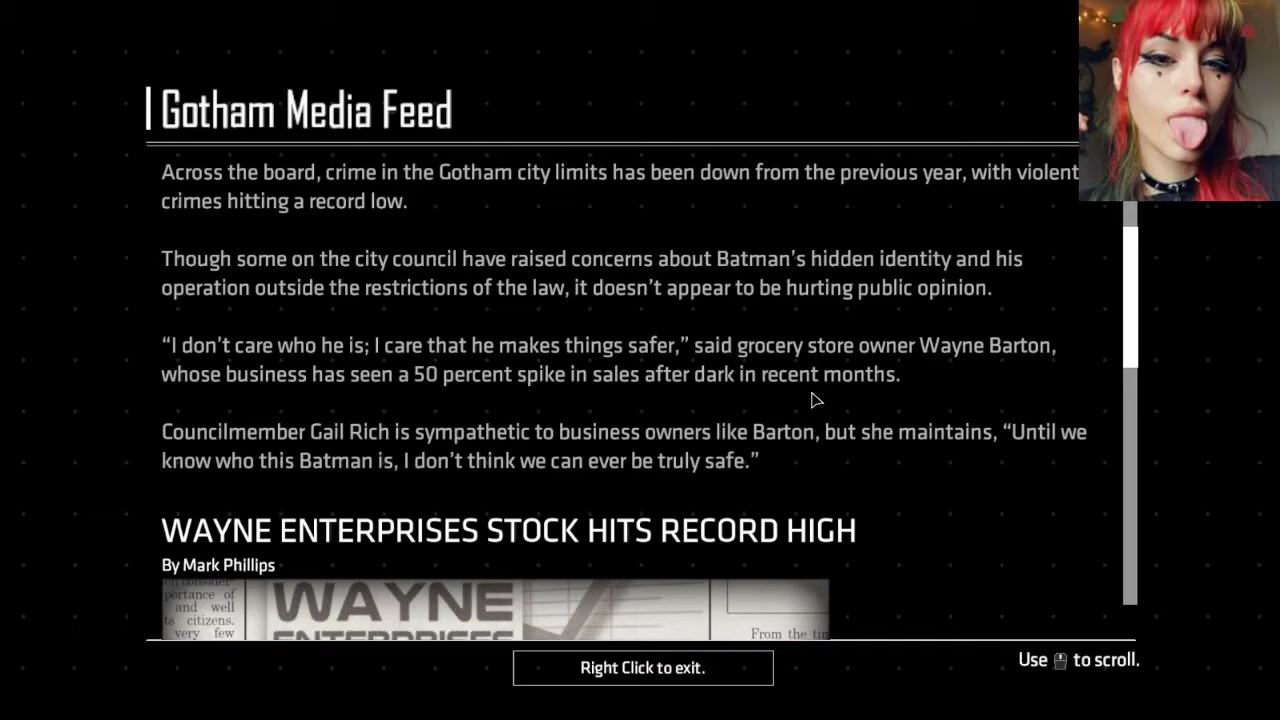 Gotham Media Feed
Across the board, crime in the Gotham city limits has been down from the previous year, with violent
crimes hitting a record low.
Though some on the city council have raised concerns about Batman’s hidden identity and his
operation outside the restrictions of the law, it doesn’t appear to be hurting public opinion.
“I don’t care who he is; I care that he makes things safer,” said grocery store owner Wayne Barton,
whose business has seen a 50 percent spike in sales after dark in recent months.
Councilmember Gail Rich is sympathetic to business owners like Barton, but she maintains, “Until we
know who this Batman is, I don’t think we can ever be truly safe.”
WAYNE ENTERPRISES STOCK HITS RECORD HIGH
By Mark Phillips
portance of
and well
citizens.
very few
WAYNE
ENTERPRISES
From the
Right Click to exit.
Use to scroll.